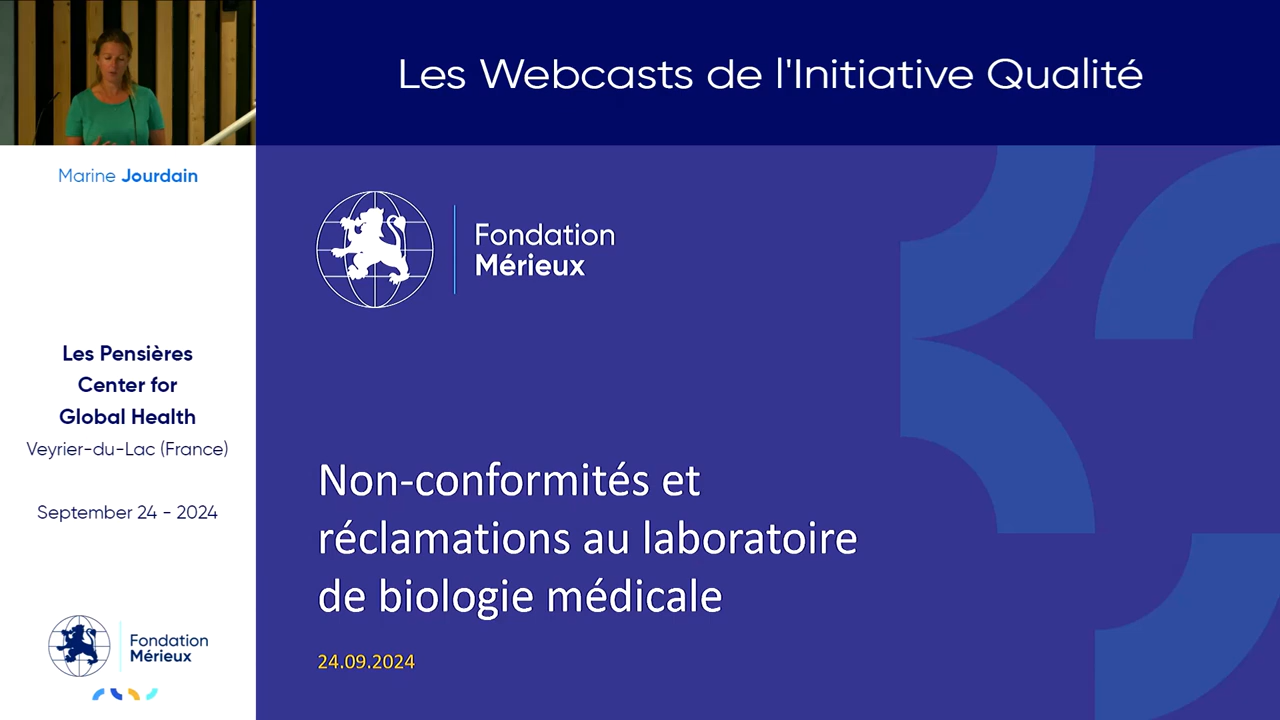 Les Webcasts de l'Initiative Qualité
Marine Jourdain
Fondation
Mérieux
Les Pensières
Center for
Global Health
Veyrier-du-Lac (France)
September 24 - 2024
Non-conformités et
réclamations au laboratoire
de biologie médicale
24.09.2024
Fondation
Mérieux